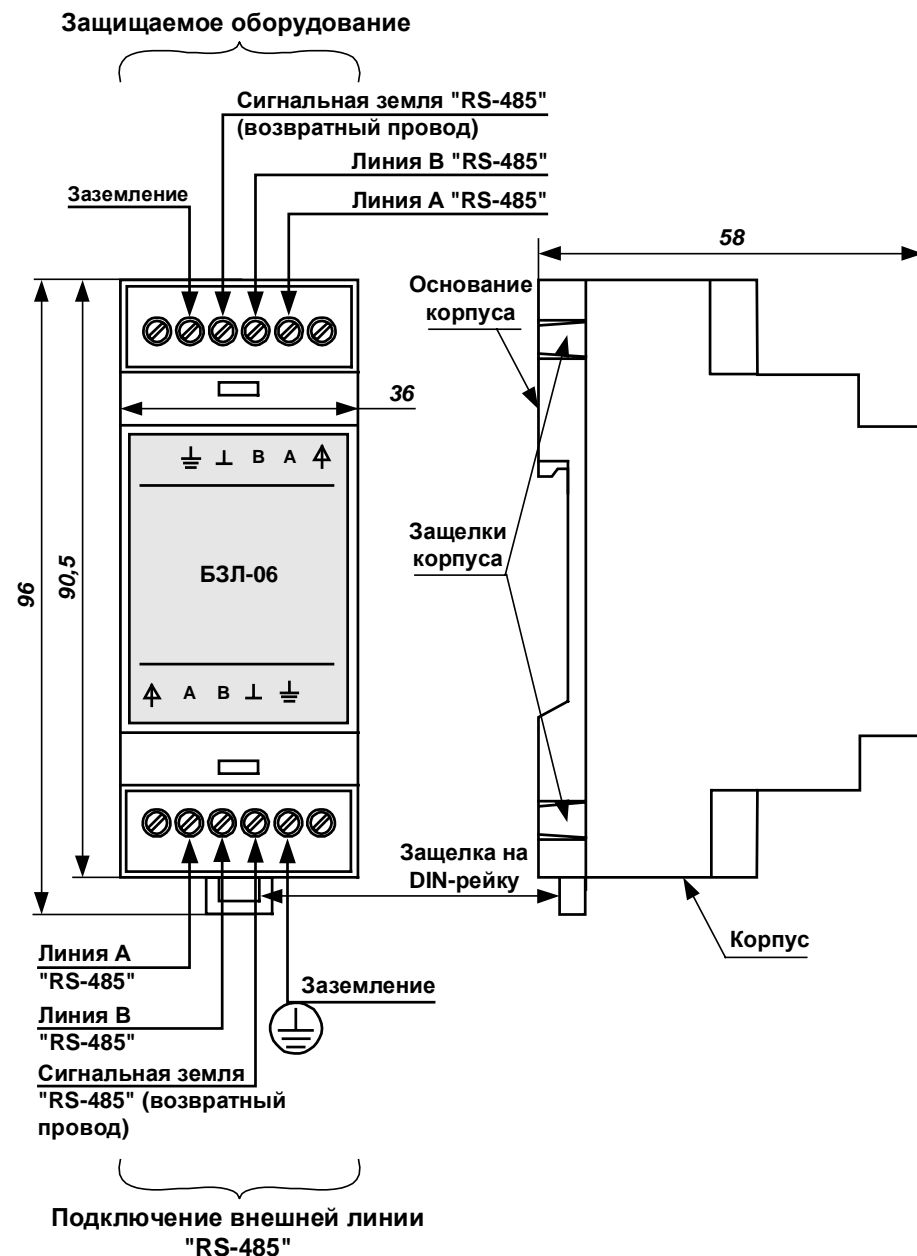 Защищаемое оборудование
Сигнальная земля "RS-485"
(возвратный провод)
Линия B "RS-485"
Заземление
Линия A "RS-485"
58
Основание
корпуса
36
B A
Защелки
корпуса
БЗЛ-06
96
90,5
A B
Защелка на
DIN-рейку
Корпус
Линия A
"RS-485"
Заземление
Линия B
"RS-485"
Сигнальная земля
"RS-485" (возвратный
провод)
Подключение внешней линии
"RS-485"